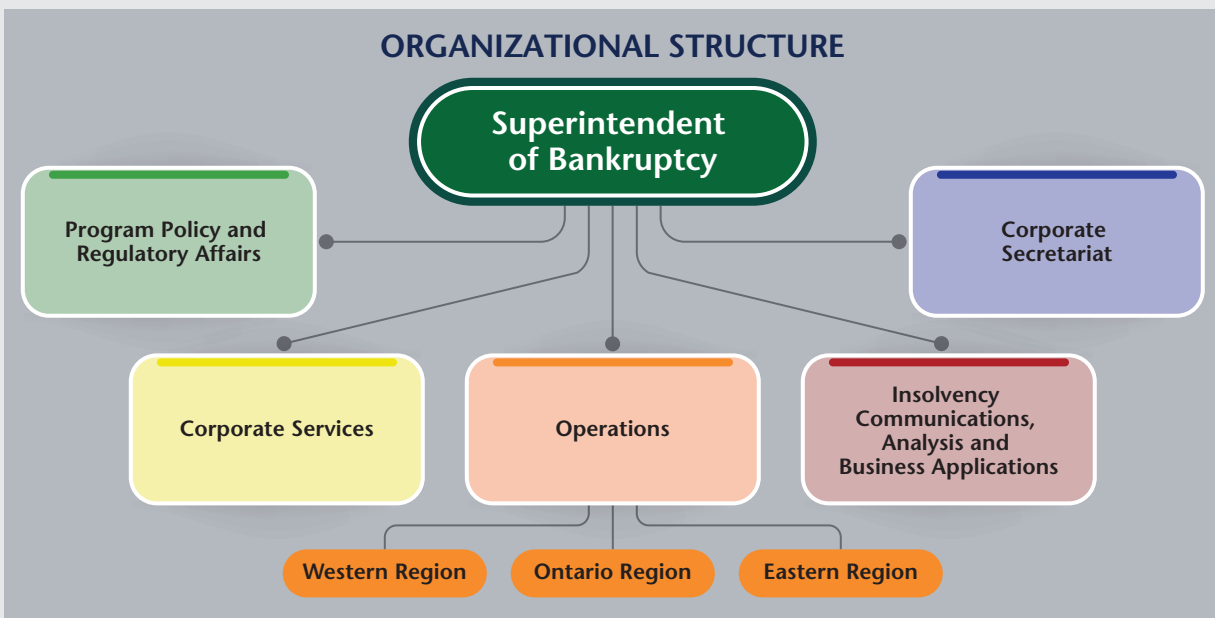 ORGANIZATIONAL STRUCTURE
Superintendent
of Bankruptcy
Program Policy and
Regulatory Affairs
Corporate
Secretariat
Corporate Services
Operations
Insolvency
Communications,
Analysis and
Business Applications
Western Region
Ontario Region
Eastern Region